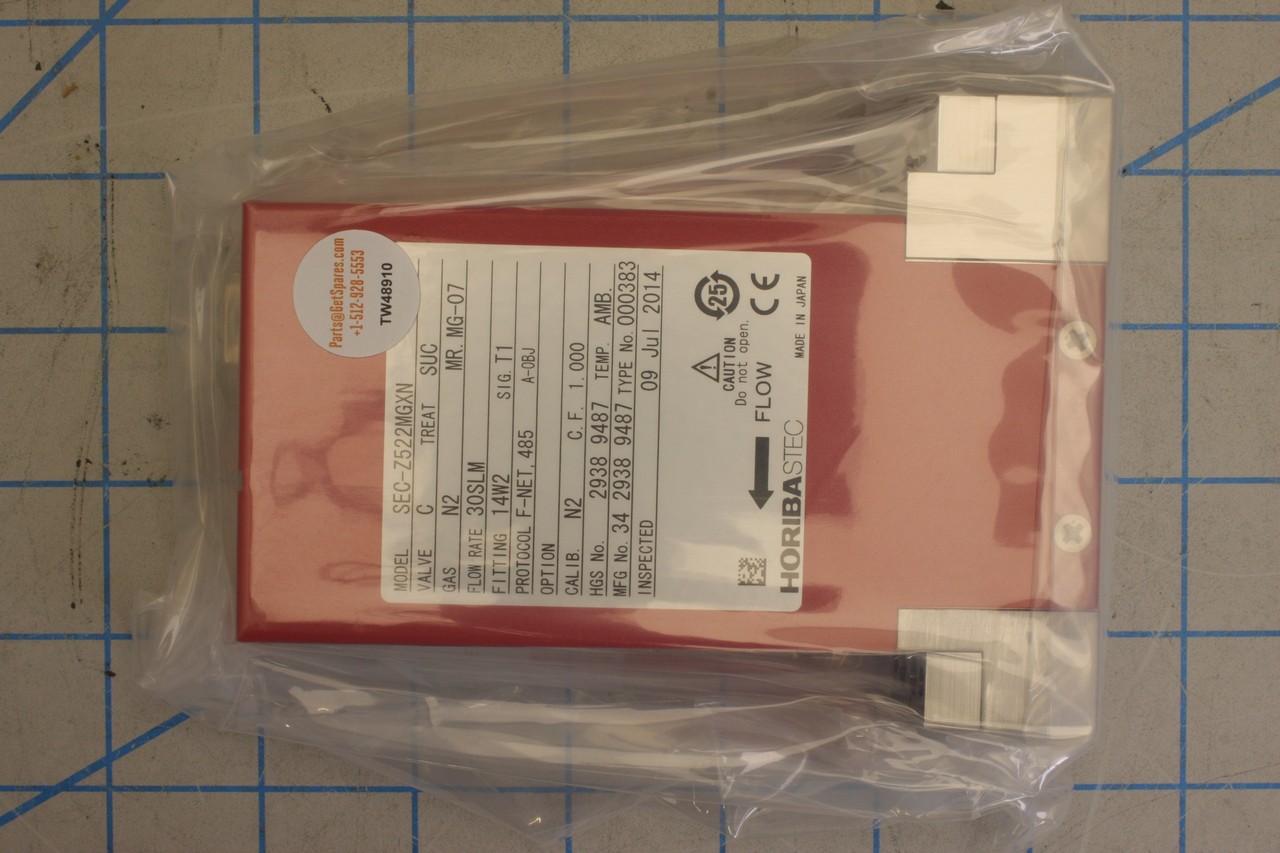 Parts@GetSpares.com
+1-512-928-5553
TW48910
MODEL SEC-Z522MGXN
VALVE C TREAT SUC
GAS N2 MR. MG-07
FLOW RATE 30SLM
FITTING 14W2 SIG. T1
PROTOCOL F-NET, 485 A-0BJ
OPTION
CALIB. N2 C. F. 1.000
HGS No. 2938 9487 TEMP. AMB.
MFG No. 34 2938 9487 TYPE No. 000383
INSPECTED 09 Jul 2014
25
CAUTION
Do not open.
FLOW
CE
HORIBASTEC
MADE IN JAPAN